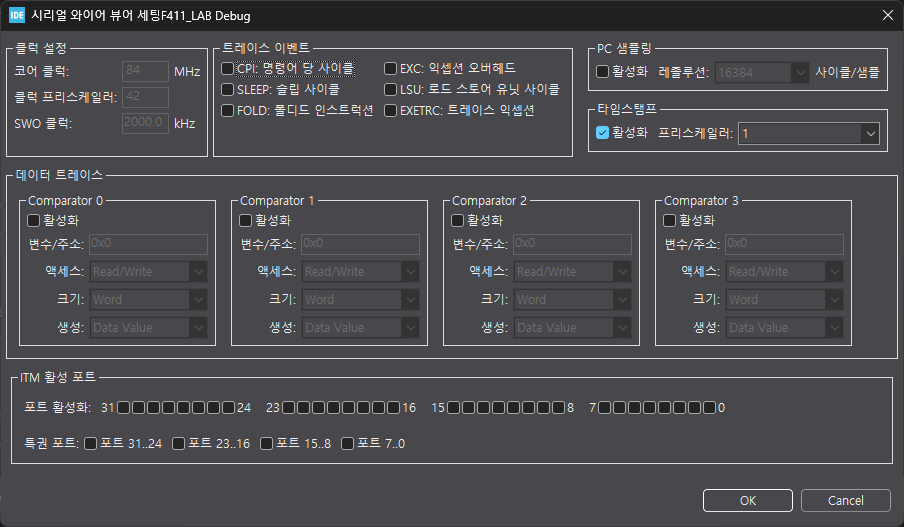 IDE 시리얼 와이어 뷰어 세팅F411_LAB Debug
클럭 설정
코어 클럭: 84 MHz
클럭 프리스케일러: 42
SWO 클럭: 2000.0 kHz
트레이스 이벤트
CPI: 명령어 당 사이클 EXC: 익셉션 오버헤드
SLEEP: 슬립 사이클 LSU: 로드 스토어 유닛 사이클
FOLD: 폴디드 인스트럭션 EXETRC: 트레이스 익셉션
PC 샘플링
활성화 레졸루션: 16384 사이클/샘플
타임스탬프
활성화 프리스케일러: 1
데이터 트레이스
Comparator 0
활성화
변수/주소: 0x0
액세스: Read/Write
크기: Word
생성: Data Value
Comparator 1
활성화
변수/주소: 0x0
액세스: Read/Write
크기: Word
생성: Data Value
Comparator 2
활성화
변수/주소: 0x0
액세스: Read/Write
크기: Word
생성: Data Value
Comparator 3
활성화
변수/주소: 0x0
액세스: Read/Write
크기: Word
생성: Data Value
ITM 활성 포트
포트 활성화: 31 24 23 16 15 8 7 0
특권 포트: 포트 31..24 포트 23..16 포트 15..8 포트 7..0
OK Cancel